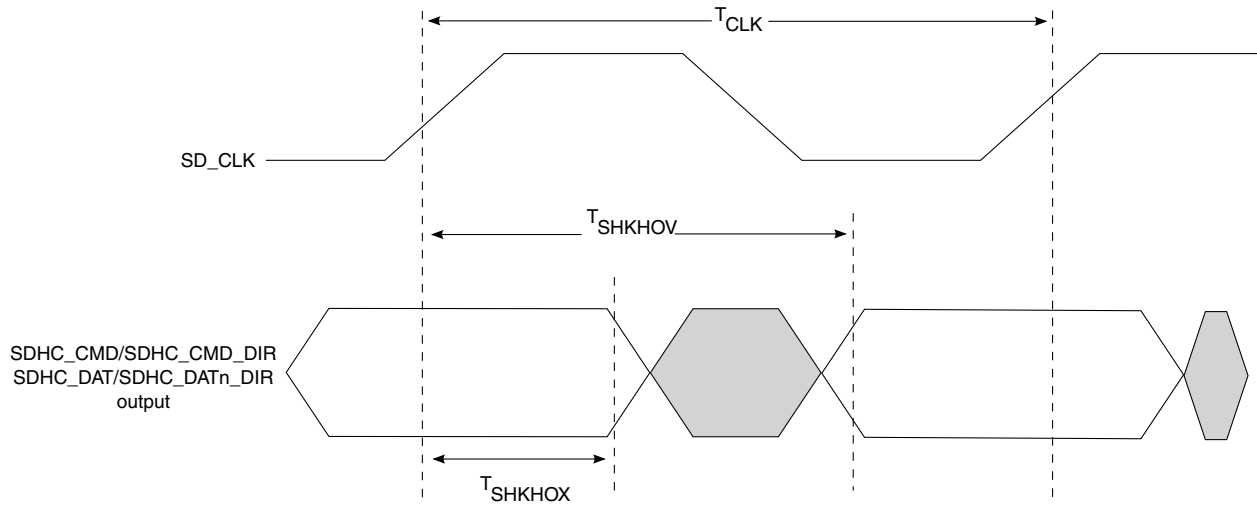 TCLK
SD_CLK
TSHKHOV
SDHC_CMD/SDHC_CMD_DIR
SDHC_DAT/SDHC_DATn_DIR
output
TSHKHOX